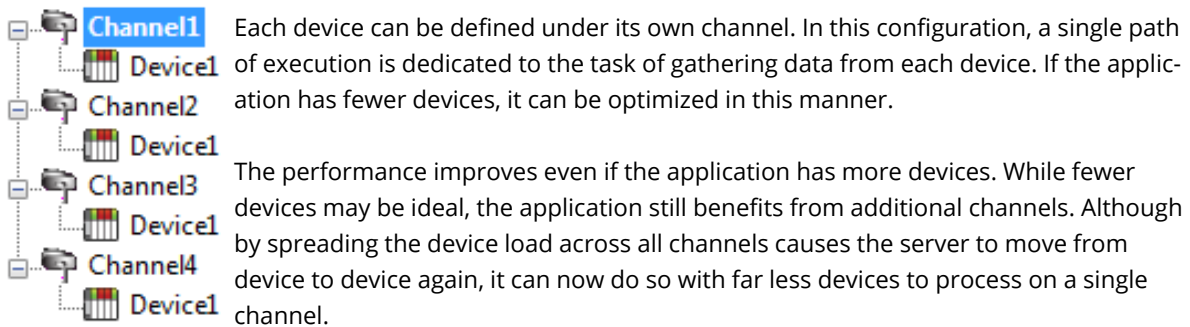 Channel1
Device1
Channel2
Device1
Channel3
Device1
Channel4
Device1
Each device can be defined under its own channel. In this configuration, a single path
of execution is dedicated to the task of gathering data from each device. If the applic-
ation has fewer devices, it can be optimized in this manner.
The performance improves even if the application has more devices. While fewer
devices may be ideal, the application still benefits from additional channels. Although
by spreading the device load across all channels causes the server to move from
device to device again, it can now do so with far less devices to process on a single
channel.